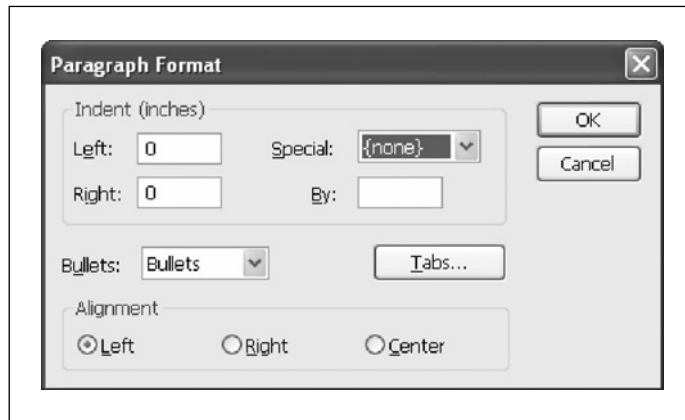 Paragraph Format
Indent (inches)
Left: 0 Special: {none}
Right: 0 By:
OK
Cancel
Bullets: Bullets Tabs...
Alignment
Left Right Center